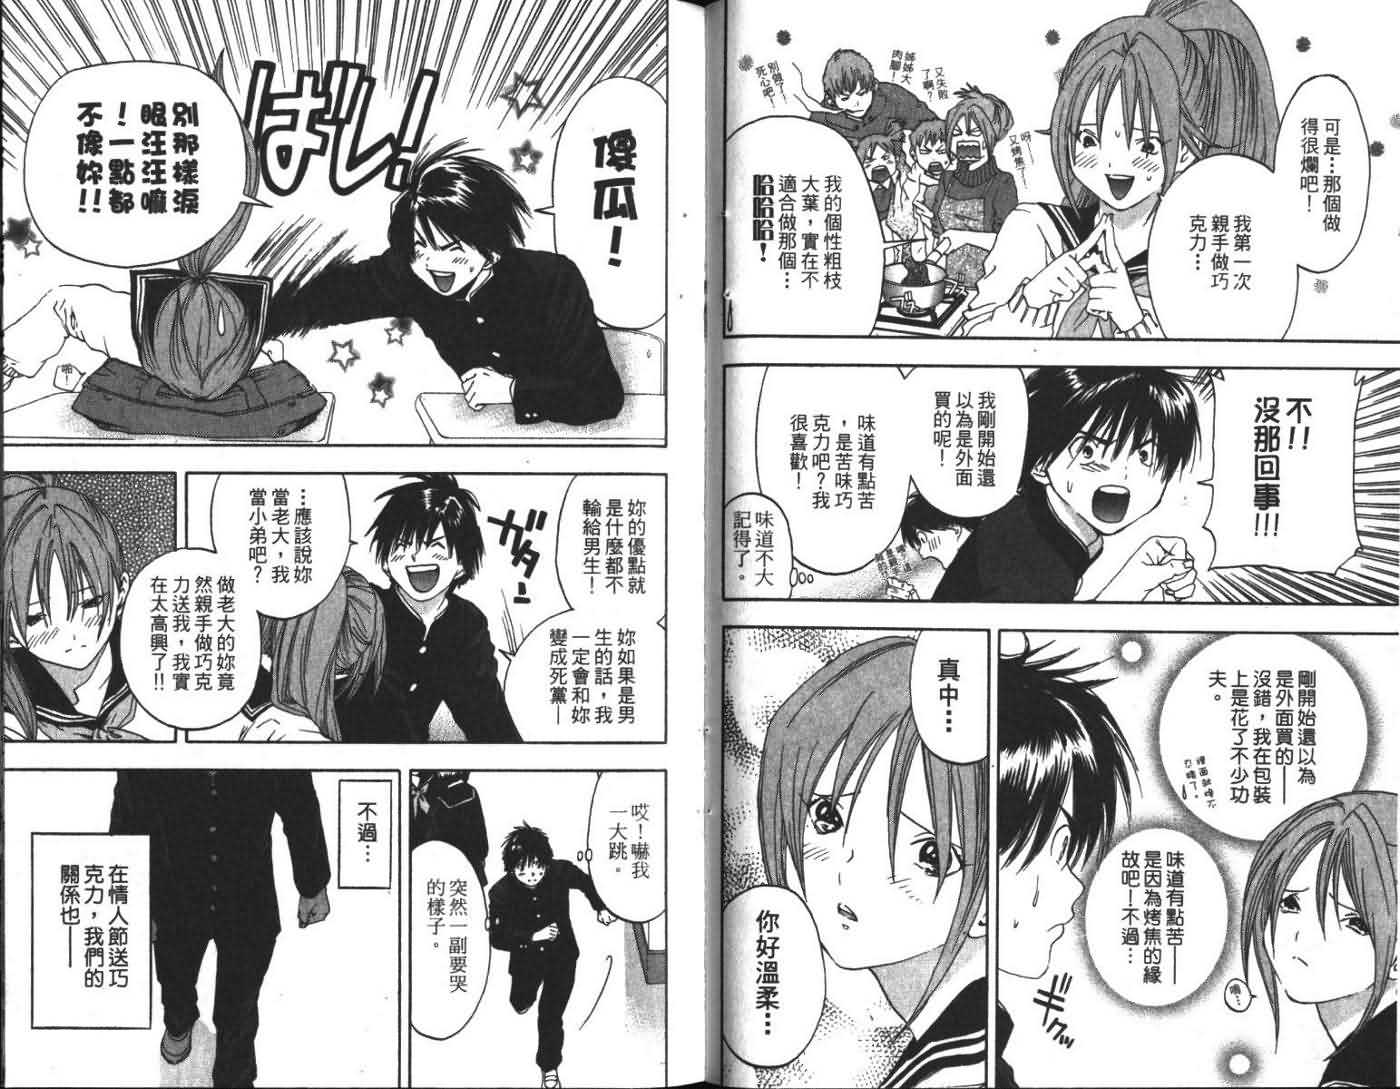 可是…那個做
得很爛吧！
我第一次
親手做巧
克力…
呀！
又烤焦了！
又失敗
了啊？
姊姊大
肉腳！
別做了，
死心吧！
我的個性粗枝
大葉，實在不
適合做那個…
哈哈哈！
不!!
沒那回事!!!
我剛開始還
以為是外面
買的呢！
味道有點苦
，是苦味巧
克力吧？我
很喜歡！
味道不大
記得了。
剛開始還以為
是外面買的──
沒錯，我在包裝
上是花了不少功
夫。
味道有點苦──
是因為烤焦的緣
故吧！不過…
嗚…
ギクッ
真中…
你好溫柔…
傻瓜！
ばし！
別那樣淚
眼汪汪嘛
！一點都
不像妳!!
啪！
妳的優點就
是什麼都不
輸給男生！
妳如果是男
生的話，我
一定會和妳
變成死黨─
ガタン
…應該說妳
當老大，我
當小弟吧？
做老大的妳竟
然親手做巧克
力送我，我實
在太高興了!!
哎！嚇我
一大跳。
突然一副要哭
的樣子。
不過…
在情人節送巧
克力，我們的
關係也──